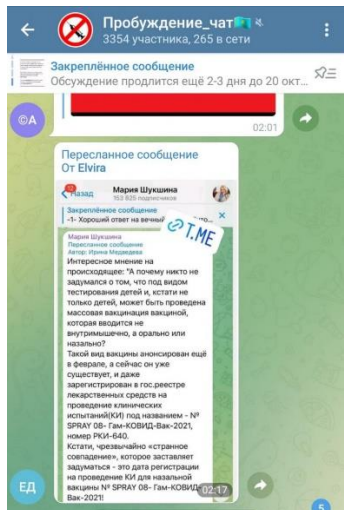 Пробуждение_чат
3354 участника, 265 в сети
Закреплённое сообщение
Обсуждение продлится ещё 2-3 дня до 20 окт...
©A
02:01
Пересланное сообщение
От Elvira
Назад
Мария Шукшина
153 825 подписчиков
Закреплённое сообщение
-1- Хороший ответ на вечный
T.ME
Мария Шукшина
Пересланное сообщение
Автор: Ирина Медведева
Интересное мнение на
происходящее: "А почему никто не
задумался о том, что под видом
тестирования детей и, кстати не
только детей, может быть проведена
массовая вакцинация вакциной,
которая вводится не
внутримышечно, а орально или
назально?
Такой вид вакцины анонсирован ещё
в феврале, а сейчас он уже
существует, и даже
зарегистрирован в гос.реестре
лекарственных средств на
проведение клинических
испытаний(КИ) под названием - №
SPRAY 08- Гам-КОВИД-Вак-2021,
номер РКИ-640.
Кстати, чрезвычайно «странное
совпадение», которое заставляет
задуматься - это дата регистрации
на проведение КИ для назальной
вакцины № SPRAY 08- Гам-КОВИД-
Вак-2021!
02:17
ЕД
5